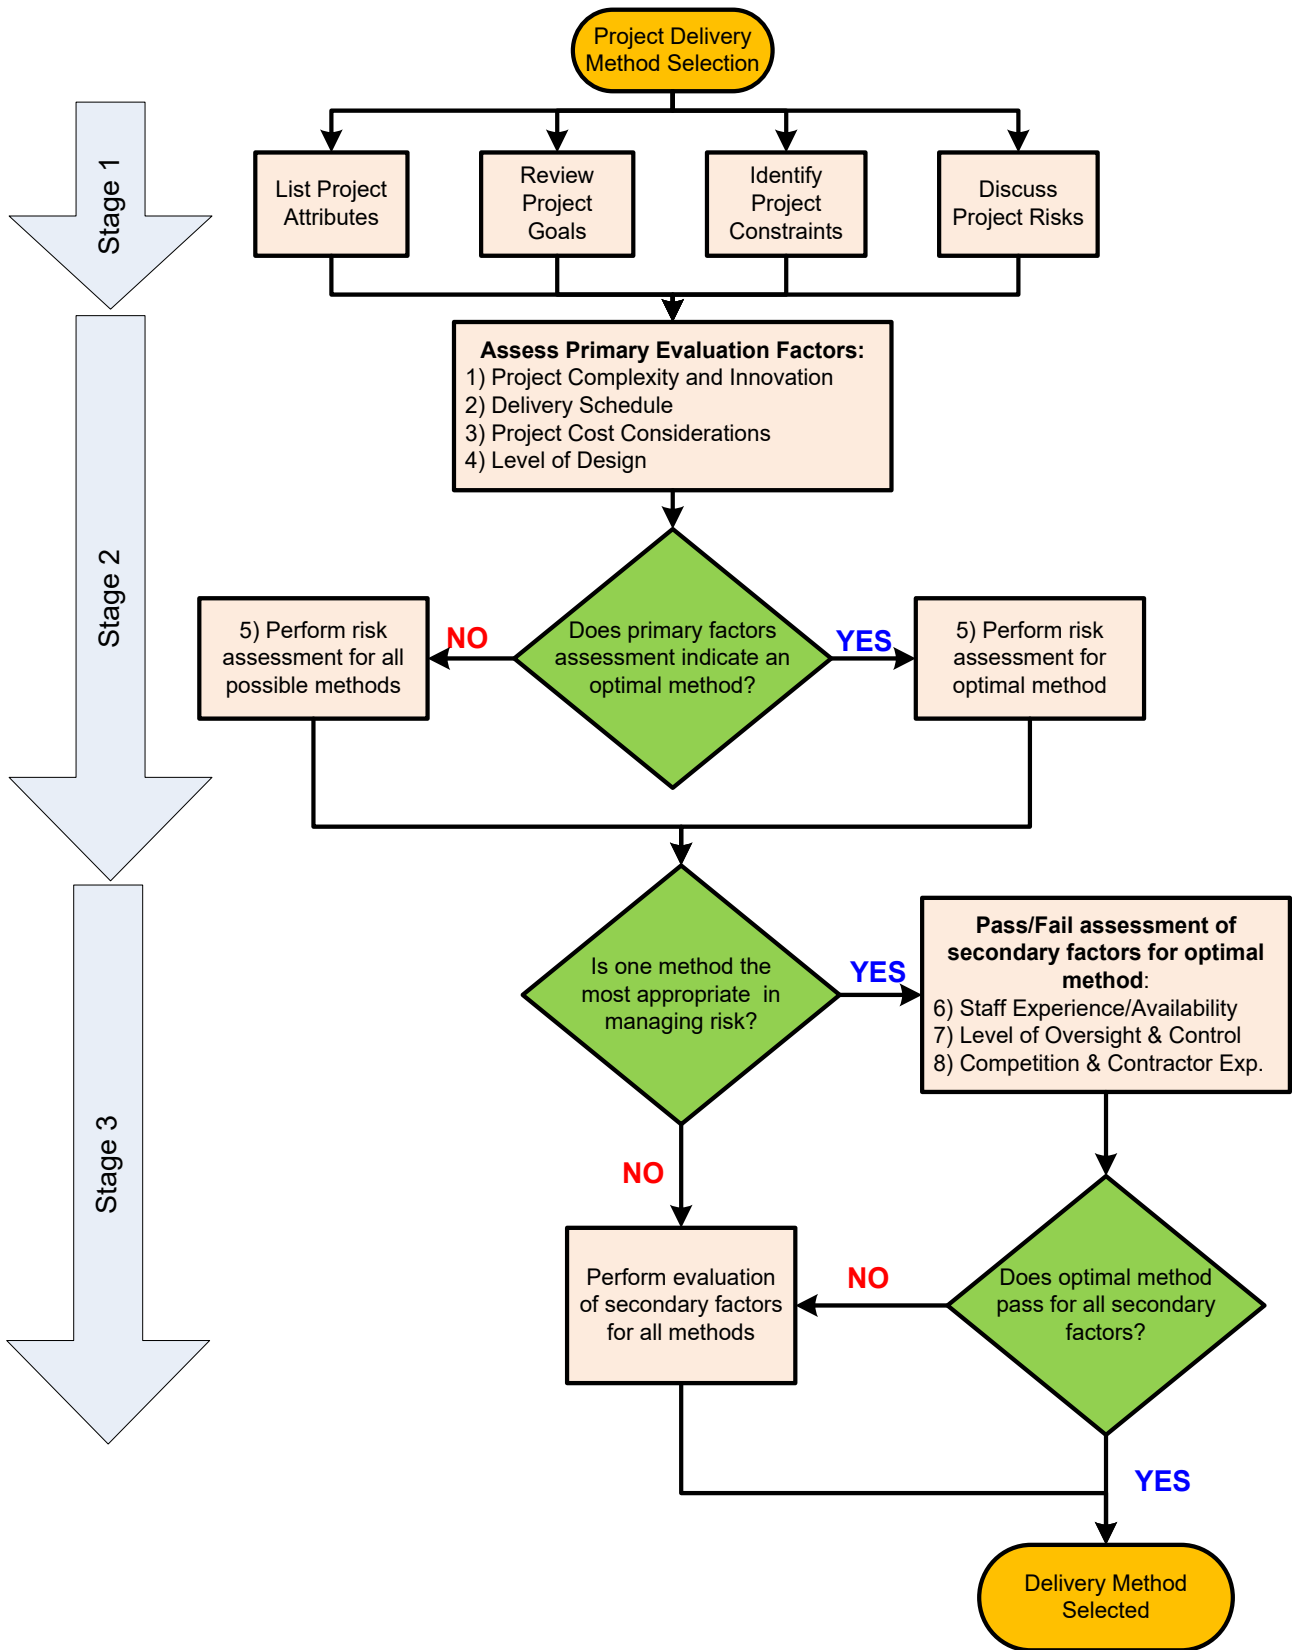 Project Delivery
Method Selection
Stage 1
List Project
Attributes
Review
Project
Goals
Identify
Project
Constraints
Discuss
Project Risks
Stage 2
Assess Primary Evaluation Factors:
1) Project Complexity and Innovation
2) Delivery Schedule
3) Project Cost Considerations
4) Level of Design
5) Perform risk
assessment for all
possible methods
NO
Does primary factors
assessment indicate an
optimal method?
YES
5) Perform risk
assessment for
optimal method
Stage 3
Is one method the
most appropriate in
managing risk?
YES
Pass/Fail assessment of
secondary factors for optimal
method:
6) Staff Experience/Availability
7) Level of Oversight & Control
8) Competition & Contractor Exp.
NO
Perform evaluation
of secondary factors
for all methods
NO
Does optimal method
pass for all secondary
factors?
YES
Delivery Method
Selected